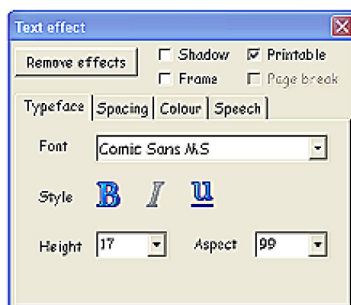 Text effect
Remove effects
Shadow
Printable
Frame
Page break
Typeface
Spacing
Colour
Speech
Font
Comic Sans MS
Style
B
I
u
Height
17
Aspect
99